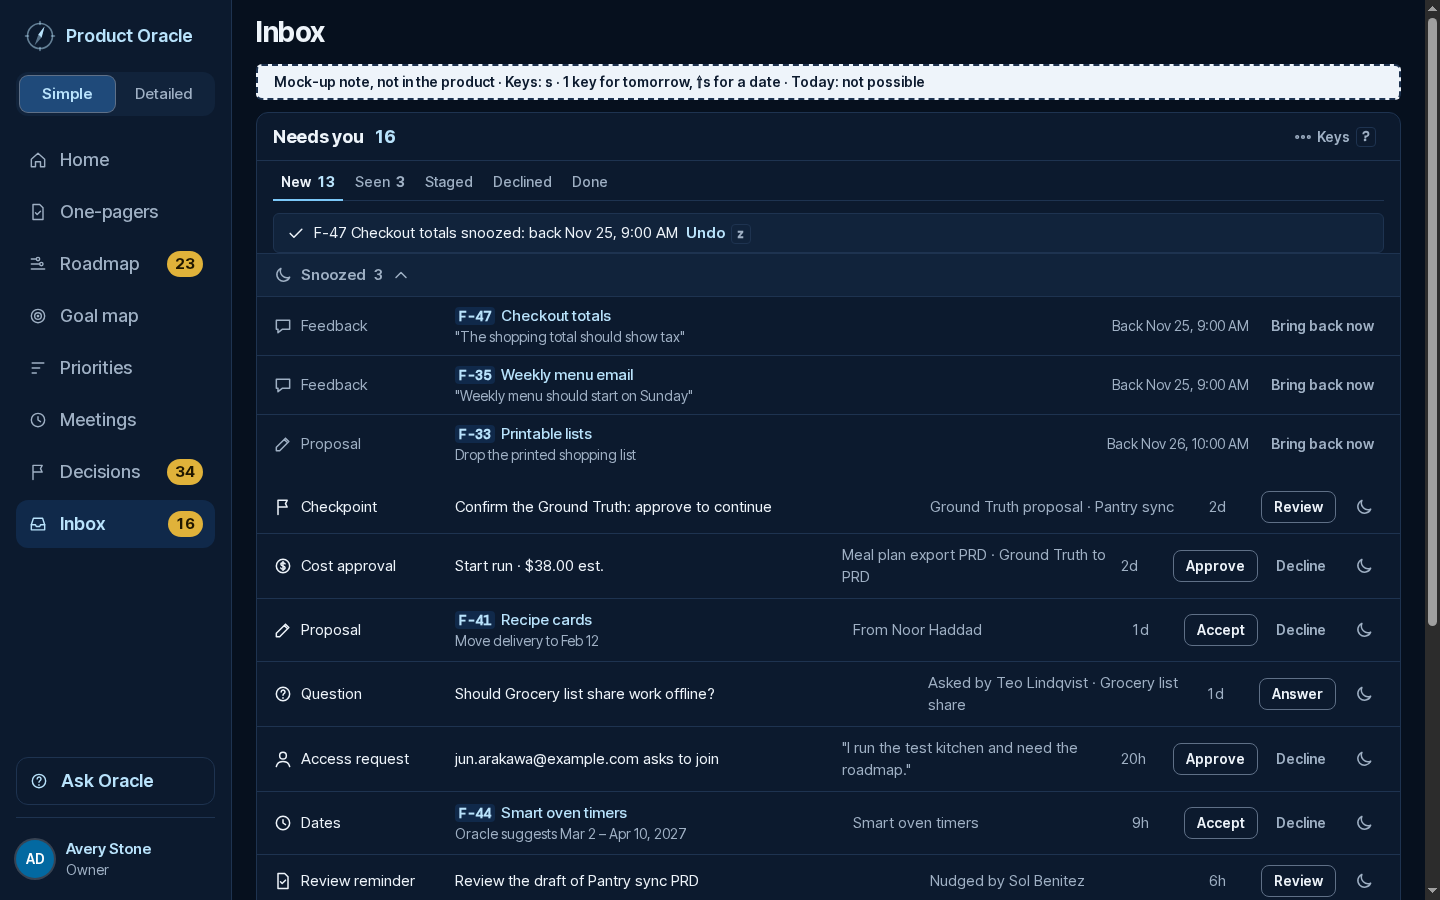 Product Oracle
Simple Detailed
Home
One-pagers
Roadmap 23
Goal map
Priorities
Meetings
Decisions 34
Inbox 16
Ask Oracle
AD Avery Stone
Owner
Inbox
Mock-up note, not in the product · Keys: s · 1 key for tomorrow, ⇧s for a date · Today: not possible
Needs you 16 ••• Keys ?
New 13 Seen 3 Staged Declined Done
F-47 Checkout totals snoozed: back Nov 25, 9:00 AM Undo z
Snoozed 3
Feedback F-47 Checkout totals Back Nov 25, 9:00 AM Bring back now
"The shopping total should show tax"
Feedback F-35 Weekly menu email Back Nov 25, 9:00 AM Bring back now
"Weekly menu should start on Sunday"
Proposal F-33 Printable lists Back Nov 26, 10:00 AM Bring back now
Drop the printed shopping list
Checkpoint Confirm the Ground Truth: approve to continue Ground Truth proposal · Pantry sync 2d Review
Cost approval Start run · $38.00 est. Meal plan export PRD · Ground Truth to 2d Approve Decline
PRD
Proposal F-41 Recipe cards From Noor Haddad 1d Accept Decline
Move delivery to Feb 12
Question Should Grocery list share work offline? Asked by Teo Lindqvist · Grocery list 1d Answer
share
Access request jun.arakawa@example.com asks to join "I run the test kitchen and need the 20h Approve Decline
roadmap."
Dates F-44 Smart oven timers Smart oven timers 9h Accept Decline
Oracle suggests Mar 2 – Apr 10, 2027
Review reminder Review the draft of Pantry sync PRD Nudged by Sol Benitez 6h Review